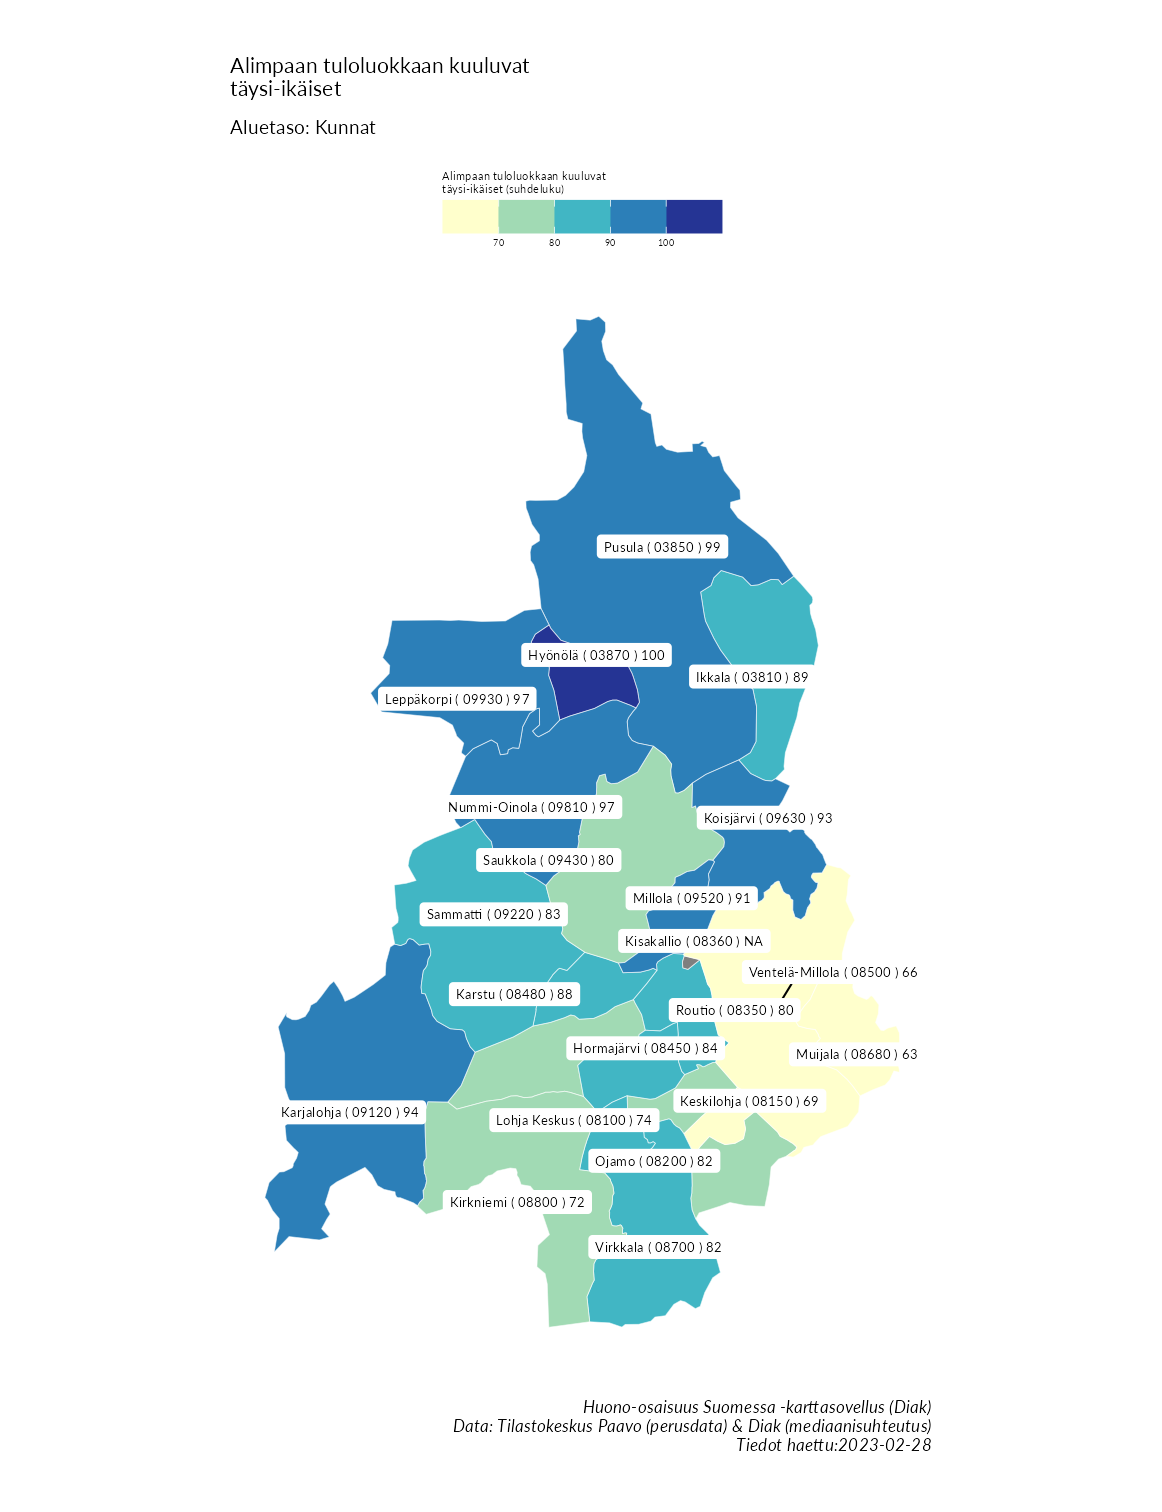 Alimpaan tuloluokkaan kuuluvat
täysi-ikäiset
Aluetaso: Kunnat
Alimpaan tuloluokkaan kuuluvat
täysi-ikäiset (suhdeluku)
70 80 90 100
Pusula ( 03850 ) 99
Hyönölä ( 03870 ) 100
Ikkala ( 03810 ) 89
Leppäkorpi ( 09930 ) 97
Nummi-Oinola ( 09810 ) 97
Koisjärvi ( 09630 ) 93
Saukkola ( 09430 ) 80
Millola ( 09520 ) 91
Sammatti ( 09220 ) 83
Kisakallio ( 08360 ) NA
Ventelä-Millola ( 08500 ) 66
Karstu ( 08480 ) 88
Routio ( 08350 ) 80
Hormajärvi ( 08450 ) 84
Muijala ( 08680 ) 63
Keskilohja ( 08150 ) 69
Karjalohja ( 09120 ) 94
Lohja Keskus ( 08100 ) 74
Ojamo ( 08200 ) 82
Kirkniemi ( 08800 ) 72
Virkkala ( 08700 ) 82
Huono-osaisuus Suomessa -karttasovellus (Diak)
Data: Tilastokeskus Paavo (perusdata) & Diak (mediaanisuhteutus)
Tiedot haettu:2023-02-28